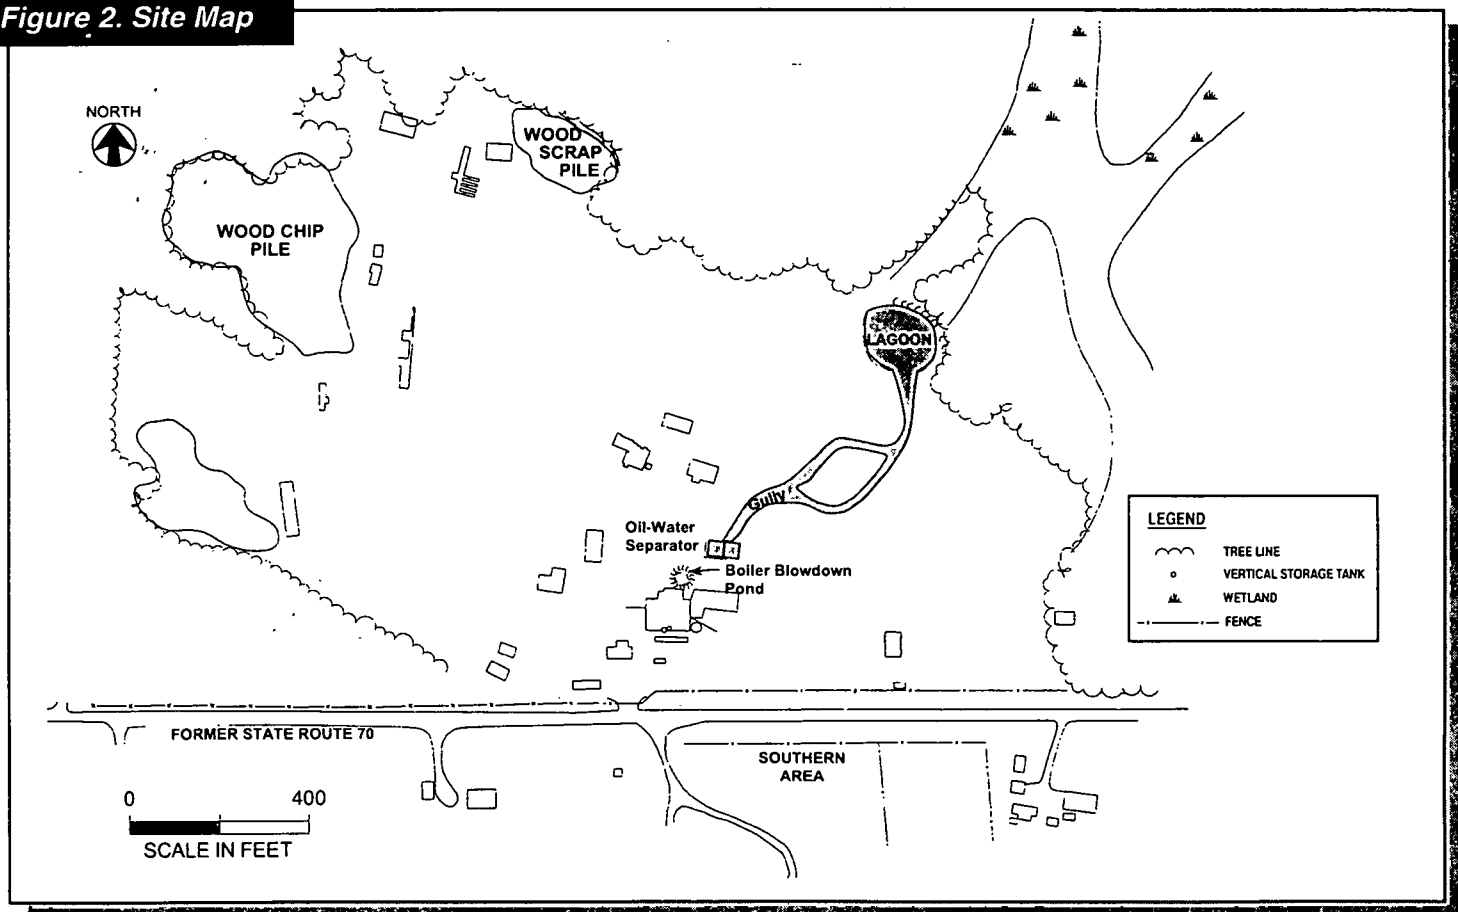 Figure 2. Site Map
NORTH
WOOD
SCRAP
PILE
WOOD CHIP
PILE
LAGOON
Gully
Oil-Water
Separator
Boiler Blowdown
Pond
LEGEND
TREE LINE
VERTICAL STORAGE TANK
WETLAND
FENCE
FORMER STATE ROUTE 70
SOUTHERN
AREA
0 400
SCALE IN FEET